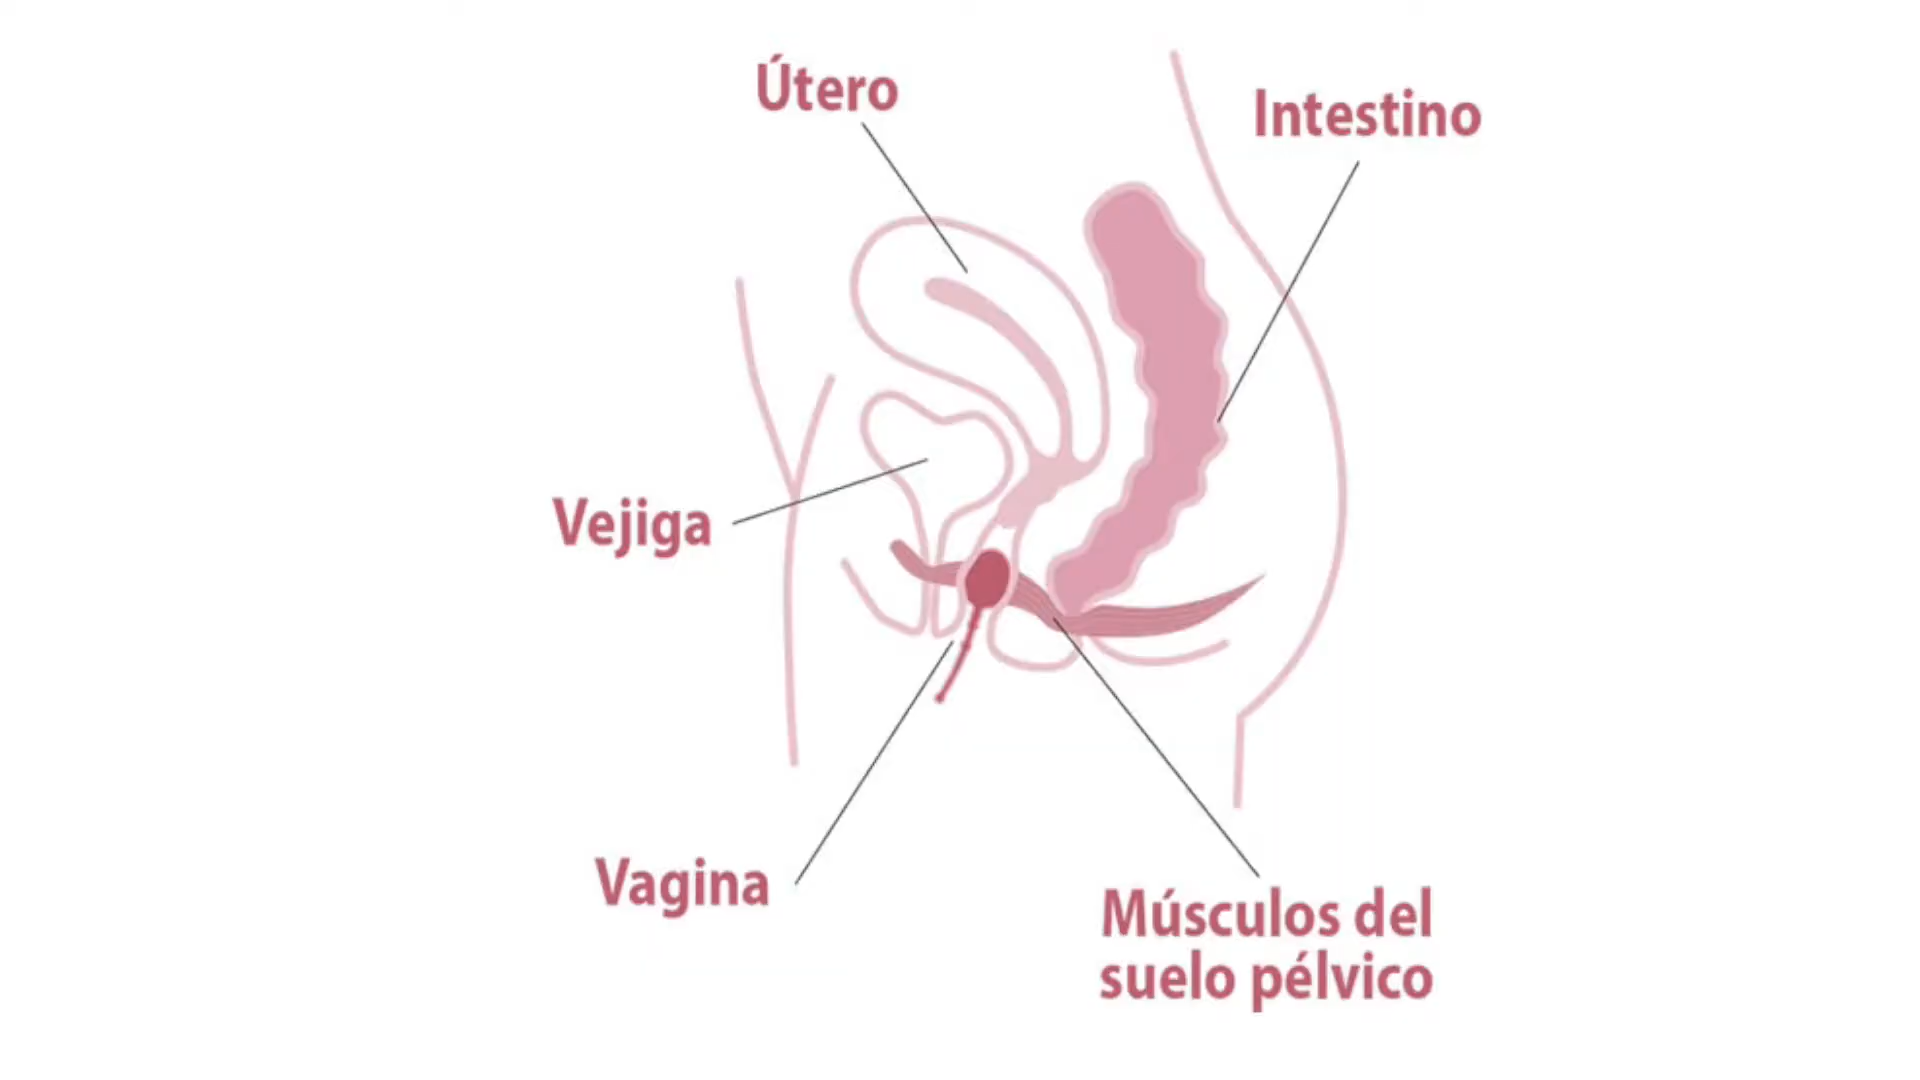 Útero
Intestino
Vejiga
Vagina
Músculos del
suelo pélvico